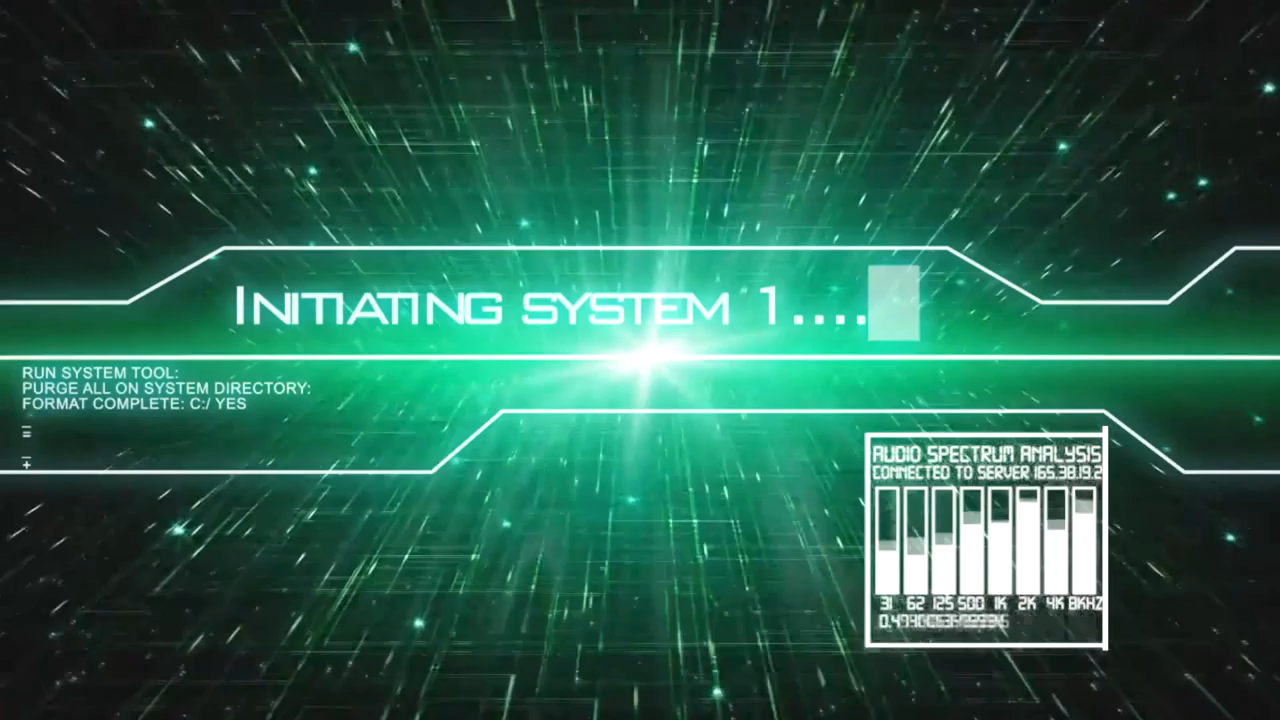 INITIATING SYSTEM 1....
RUN SYSTEM TOOL:
PURGE ALL ON SYSTEM DIRECTORY:
FORMAT COMPLETE: C:/ YES
AUDIO SPECTRUM ANALYSIS
CONNECTED TO SERVER 165.38.19.2
31 62 125 500 1K 2K 4K 8KHZ